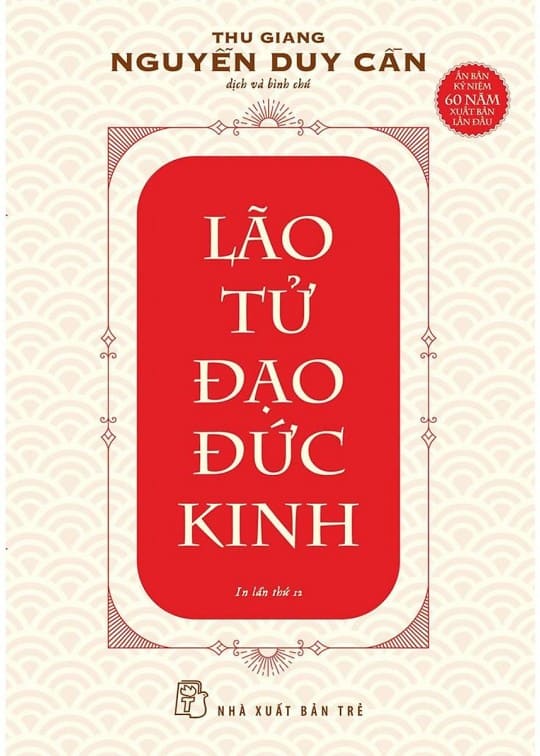 THU GIANG
NGUYỄN DUY CẦN
dịch và bình chú
ẤN BẢN
KỶ NIỆM
60 NĂM
XUẤT BẢN
LẦN ĐẦU
LÃO
TỬ
ĐẠO
ĐỨC
KINH
In lần thứ 12
NHÀ XUẤT BẢN TRẺ